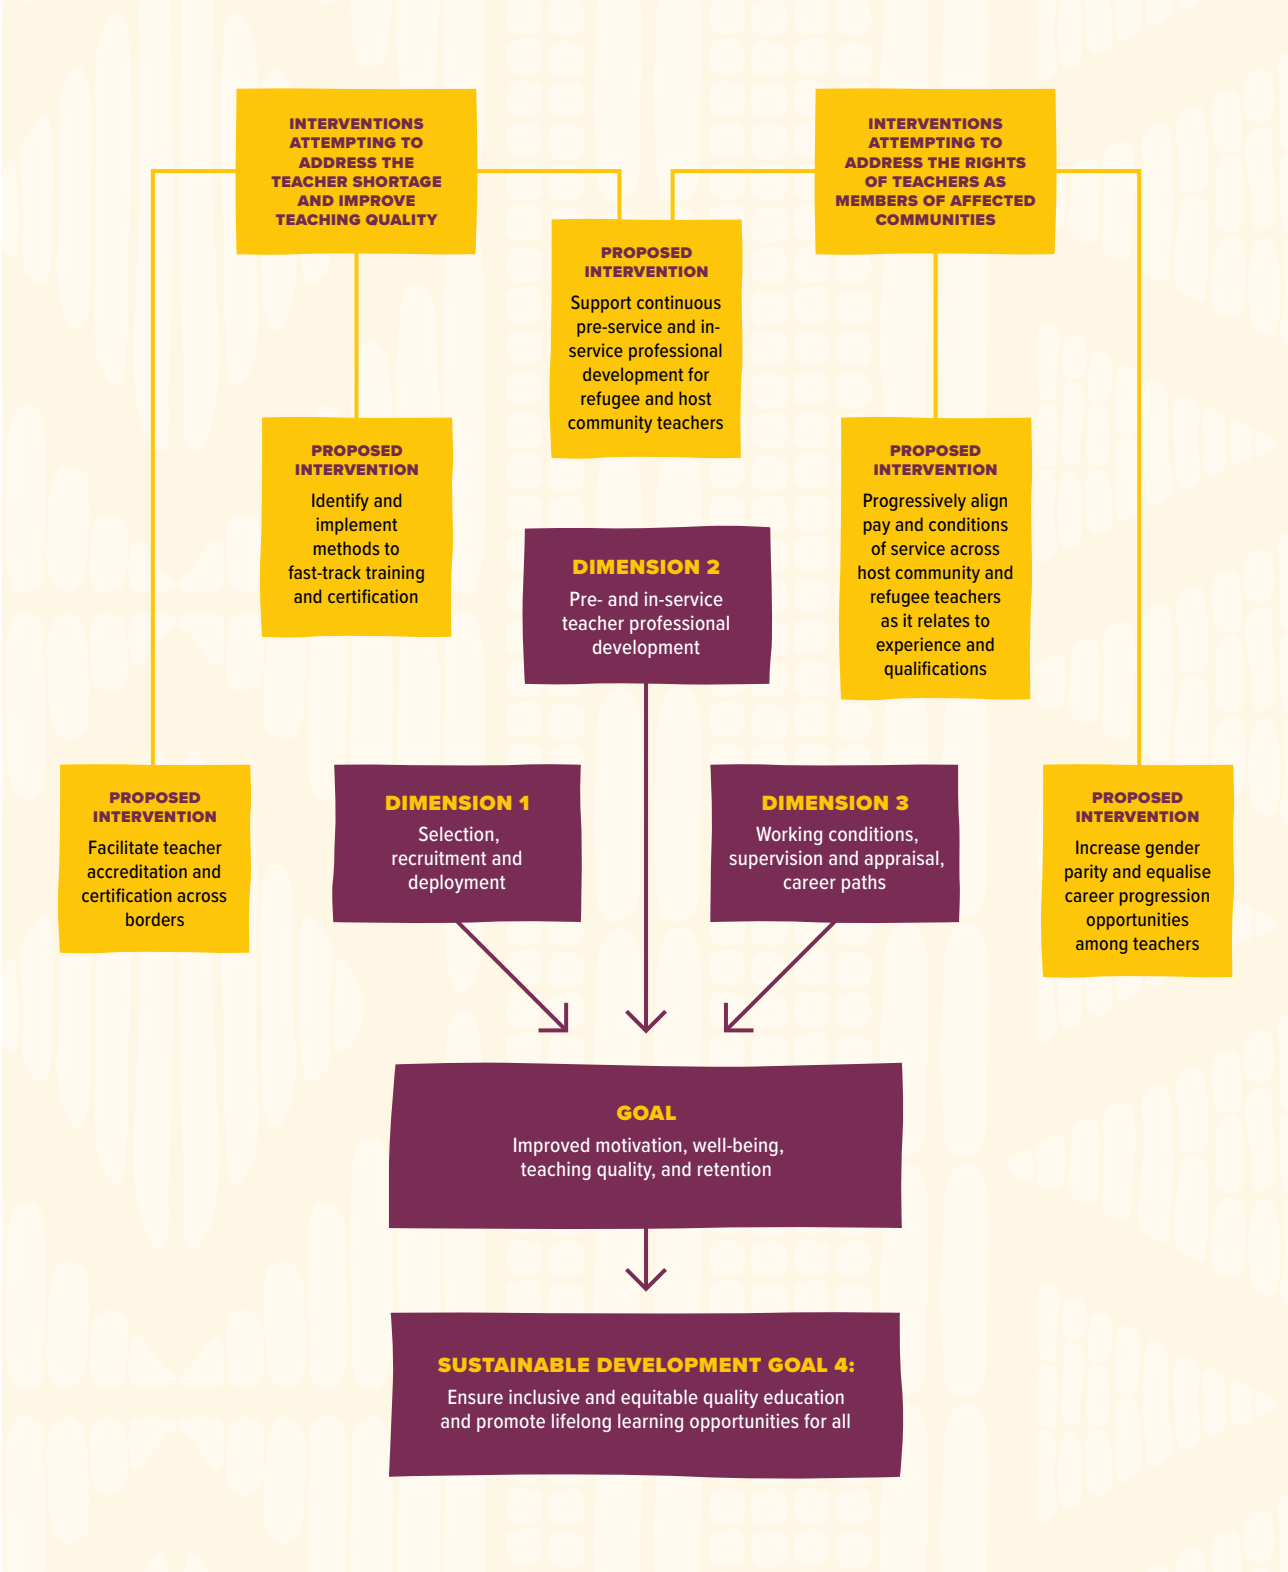 INTERVENTIONS
ATTEMPTING TO
ADDRESS THE
TEACHER SHORTAGE
AND IMPROVE
TEACHING QUALITY
INTERVENTIONS
ATTEMPTING TO
ADDRESS THE RIGHTS
OF TEACHERS AS
MEMBERS OF AFFECTED
COMMUNITIES
PROPOSED
INTERVENTION
Support continuous
pre-service and in-
service professional
development for
refugee and host
community teachers
PROPOSED
INTERVENTION
Identify and
implement
methods to
fast-track training
and certification
PROPOSED
INTERVENTION
Progressively align
pay and conditions
of service across
host community and
refugee teachers
as it relates to
experience and
qualifications
DIMENSION 2
Pre- and in-service
teacher professional
development
PROPOSED
INTERVENTION
Facilitate teacher
accreditation and
certification across
borders
DIMENSION 1
Selection,
recruitment and
deployment
DIMENSION 3
Working conditions,
supervision and appraisal,
career paths
PROPOSED
INTERVENTION
Increase gender
parity and equalise
career progression
opportunities
among teachers
GOAL
Improved motivation, well-being,
teaching quality, and retention
SUSTAINABLE DEVELOPMENT GOAL 4:
Ensure inclusive and equitable quality education
and promote lifelong learning opportunities for all